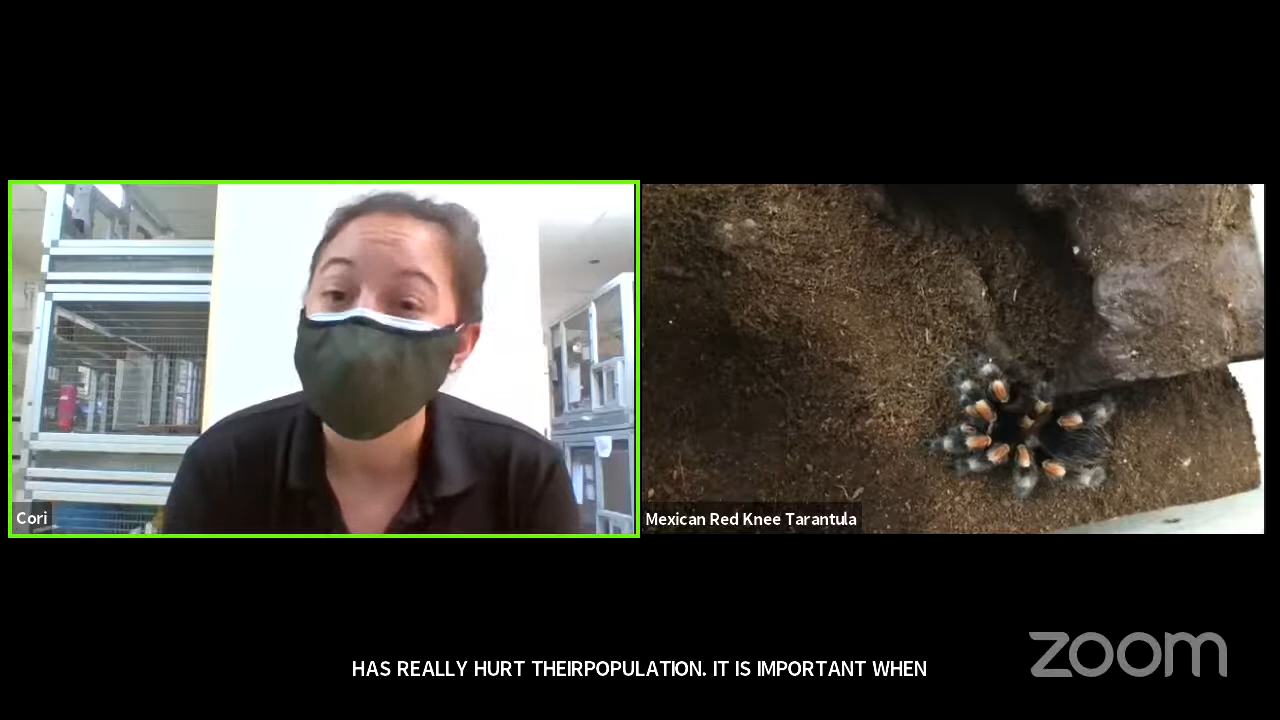 Cori
Mexican Red Knee Tarantula
HAS REALLY HURT THEIRPOPULATION. IT IS IMPORTANT WHEN
zoom